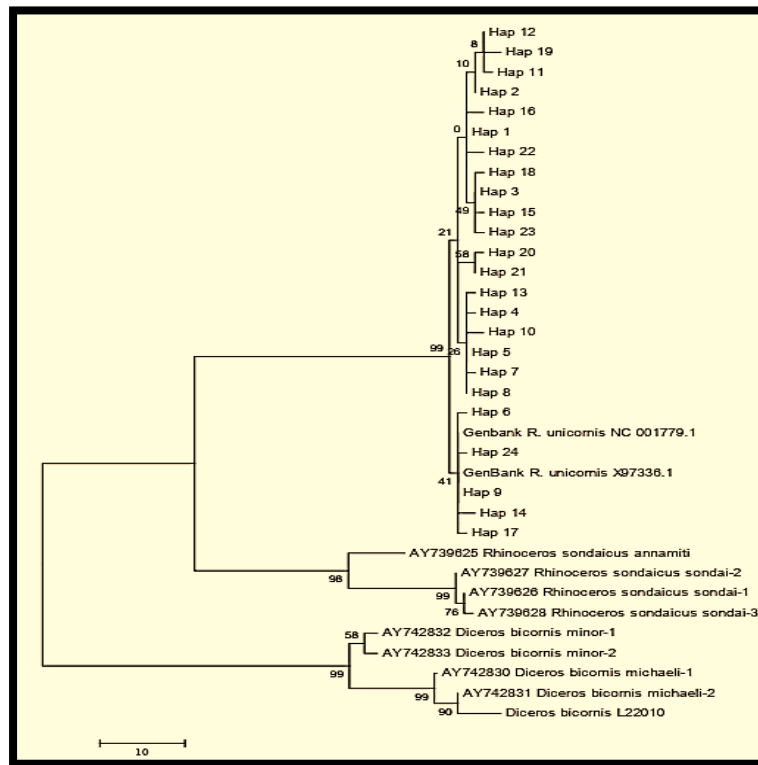 Hap 12
8
Hap 19
10
Hap 11
Hap 2
Hap 16
0
Hap 1
Hap 22
Hap 18
Hap 3
49
Hap 15
Hap 23
21
58
Hap 20
Hap 21
Hap 13
Hap 4
Hap 10
99
26
Hap 5
Hap 7
Hap 8
Hap 6
Genbank R. unicornis NC 001779.1
Hap 24
GenBank R. unicornis X97336.1
41
Hap 9
Hap 14
Hap 17
AY739625 Rhinoceros sondaicus annamiti
98
AY739627 Rhinoceros sondaicus sondai-2
99
AY739626 Rhinoceros sondaicus sondai-1
76
AY739628 Rhinoceros sondaicus sondai-3
58
AY742832 Diceros bicornis minor-1
AY742833 Diceros bicornis minor-2
99
AY742830 Diceros bicornis michaeli-1
99
AY742831 Diceros bicornis michaeli-2
90
Diceros bicornis L22010
10